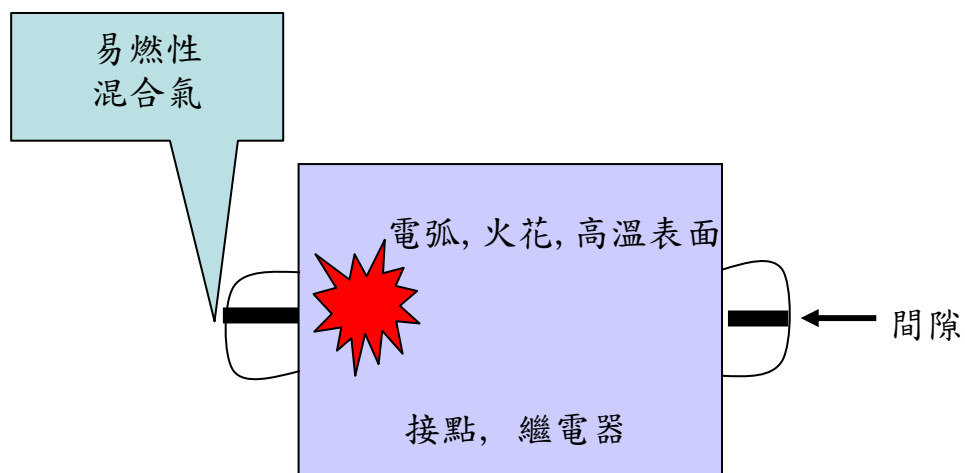 易燃性
混合氣
電弧, 火花, 高溫表面
間隙
接點, 繼電器